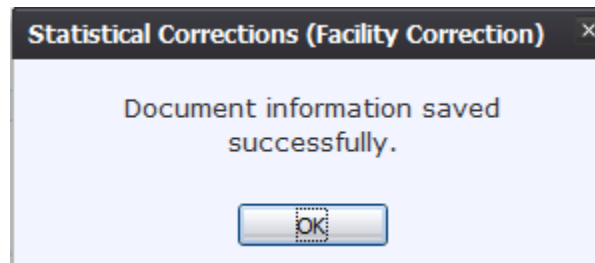 Statistical Corrections (Facility Correction)
Document information saved
successfully.
OK